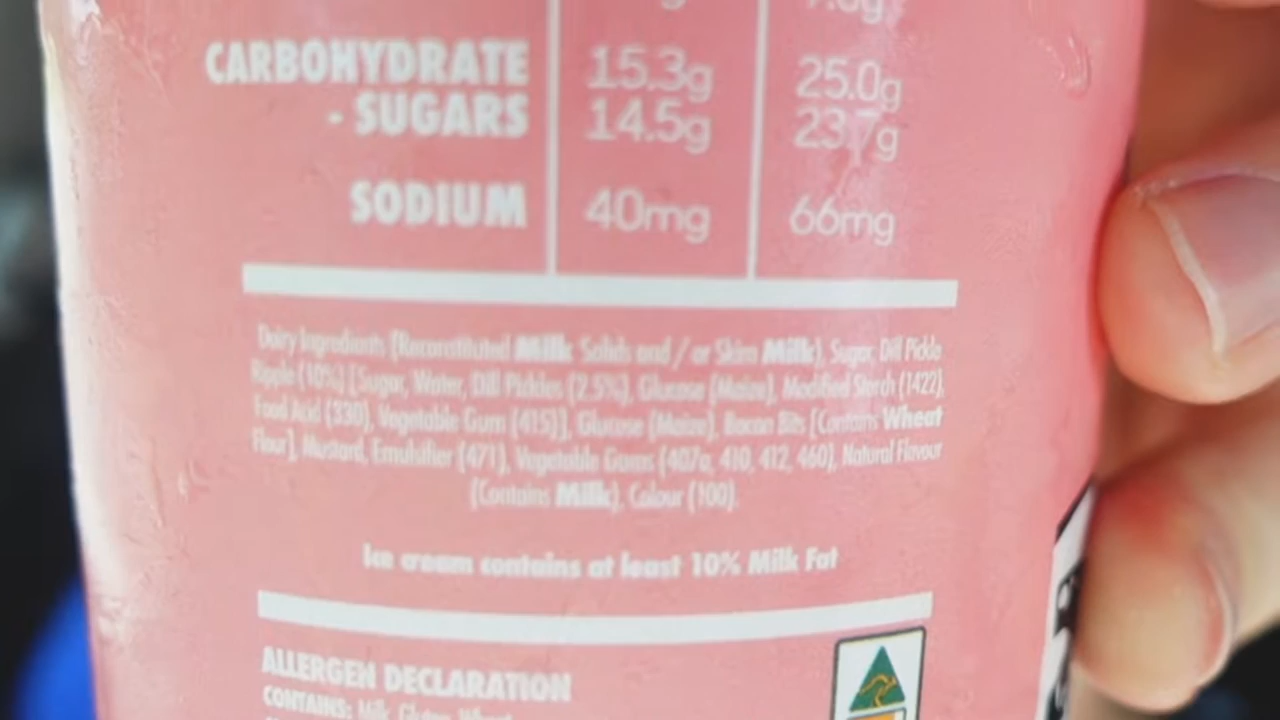 CARBOHYDRATE 15.3g 25.0g
- SUGARS 14.5g 23.7g
SODIUM 40mg 66mg
Dairy Ingredients [Reconstituted Milk Solids and/or Skim Milk], Sugar, Dill Pickle
Ripple (10%) [Sugar, Water, Dill Pickles (2.5%), Glucose (Maize), Modified Starch (1422),
Food Acid (330), Vegetable Gum (415)], Glucose (Maize), Bacon Bits [Contains Wheat
Flour], Mustard, Emulsifier (471), Vegetable Gums (407a, 410, 412, 460), Natural Flavour
(Contains Milk), Colour (100).
Ice cream contains at least 10% Milk Fat
ALLERGEN DECLARATION
CONTAINS: Milk, Gluten, Wheat